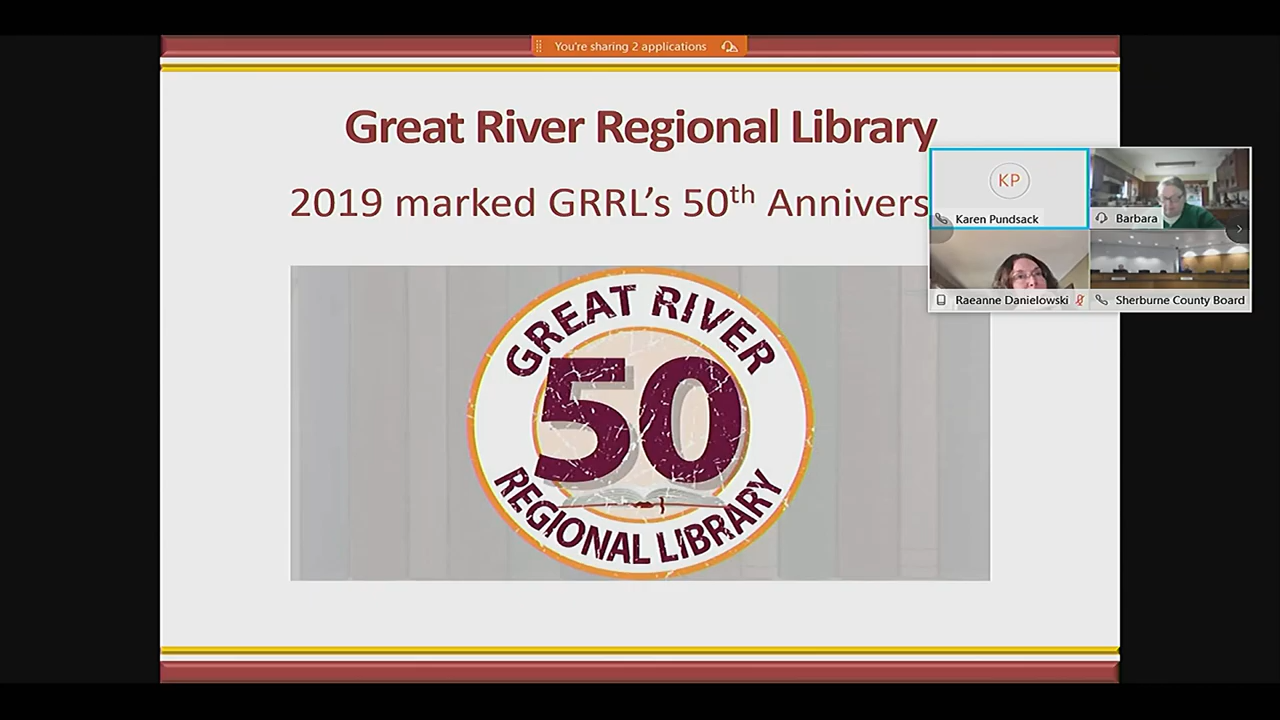 You're sharing 2 applications
Great River Regional Library
2019 marked GRRL's 50th Annivers
KP
Karen Pundsack
Barbara
Raeanne Danielowski
Sherburne County Board
GREAT RIVER
50
REGIONAL LIBRARY